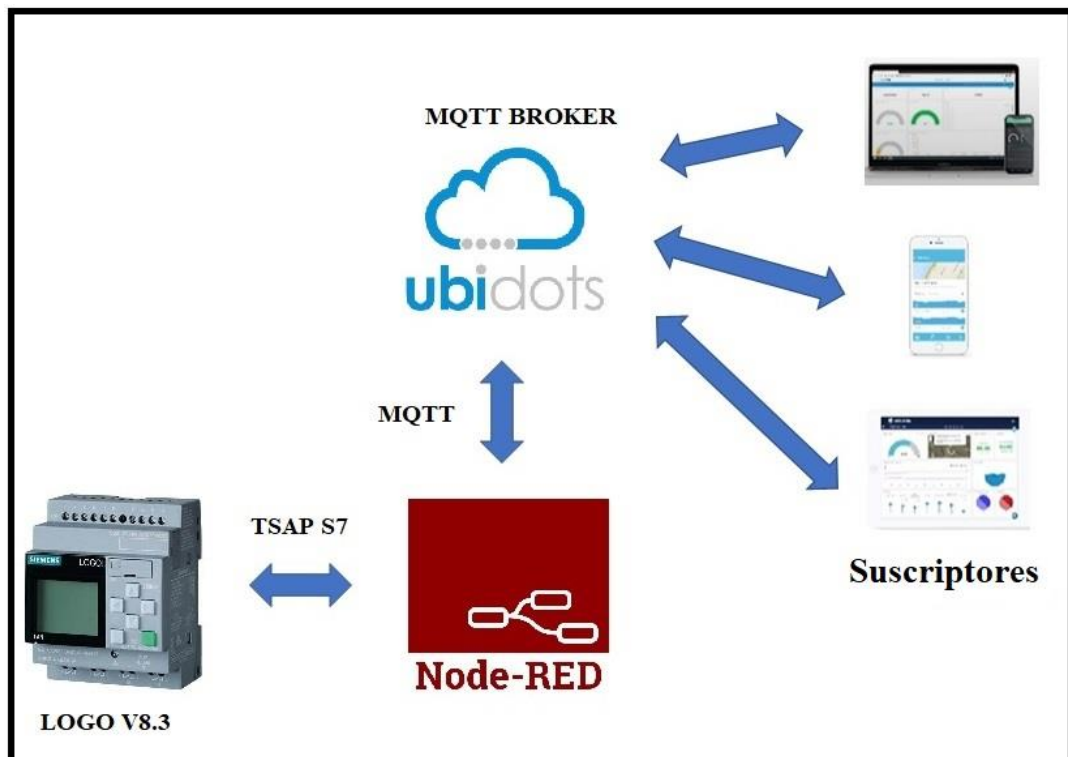 MQTT BROKER
ubidots
MQTT
TSAP S7
SIEMENS
LOGO!
Suscriptores
Node-RED
LOGO V8.3